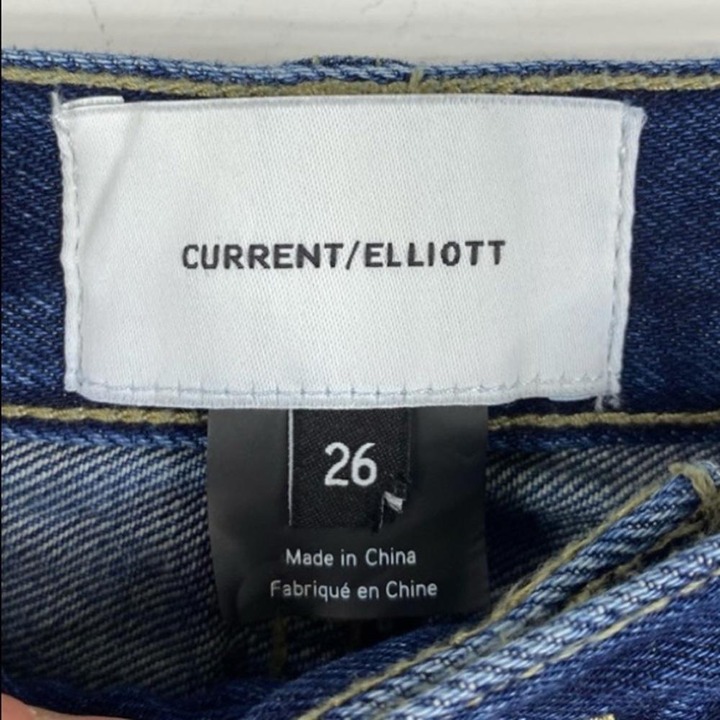 CURRENT/ELLIOTT
26
Made in China
Fabriqué en Chine